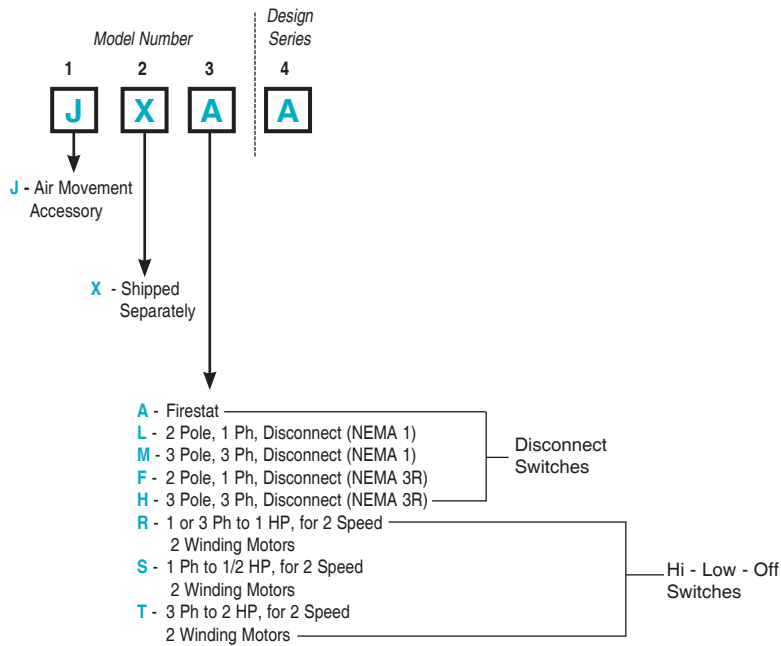 Model Number
Design
Series
1 2 3 4
J X A A
J - Air Movement
Accessory
X - Shipped
Separately
A - Firestat
L - 2 Pole, 1 Ph, Disconnect (NEMA 1)
M - 3 Pole, 3 Ph, Disconnect (NEMA 1)
F - 2 Pole, 1 Ph, Disconnect (NEMA 3R)
H - 3 Pole, 3 Ph, Disconnect (NEMA 3R)
Disconnect
Switches
R - 1 or 3 Ph to 1 HP, for 2 Speed
2 Winding Motors
S - 1 Ph to 1/2 HP, for 2 Speed
2 Winding Motors
T - 3 Ph to 2 HP, for 2 Speed
2 Winding Motors
Hi - Low - Off
Switches